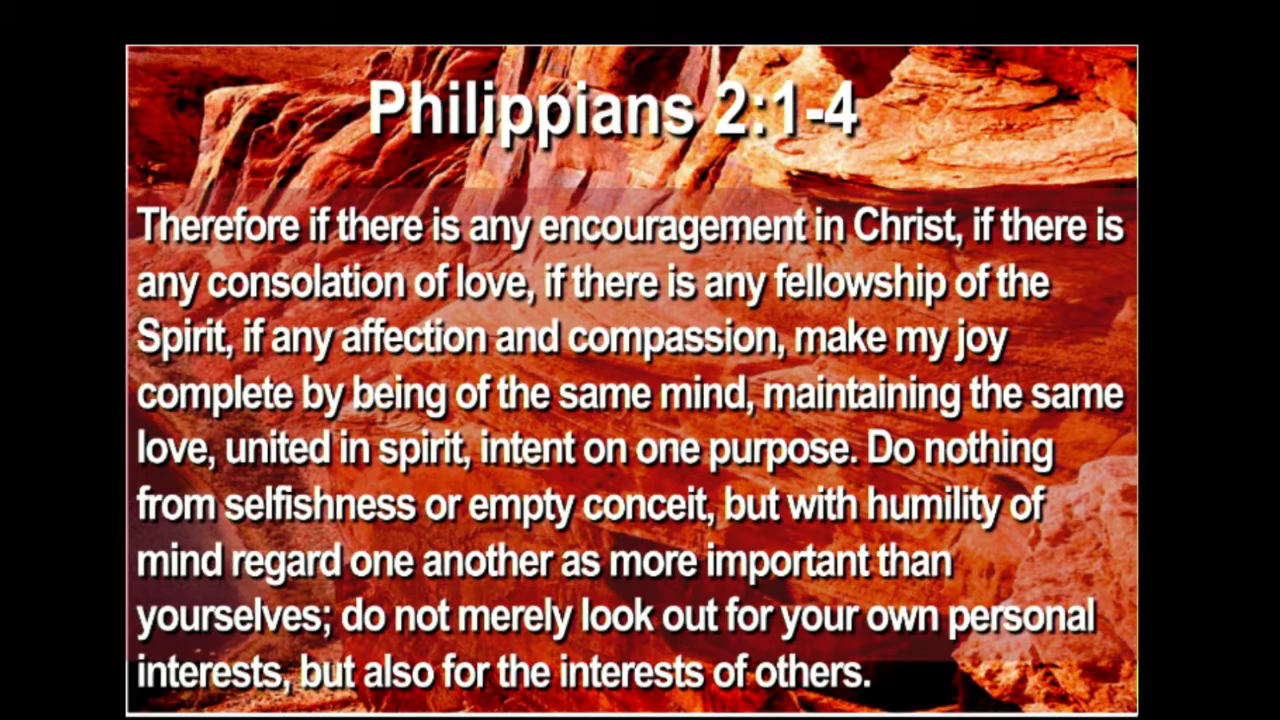 Philippians 2:1-4
Therefore if there is any encouragement in Christ, if there is
any consolation of love, if there is any fellowship of the
Spirit, if any affection and compassion, make my joy
complete by being of the same mind, maintaining the same
love, united in spirit, intent on one purpose. Do nothing
from selfishness or empty conceit, but with humility of
mind regard one another as more important than
yourselves; do not merely look out for your own personal
interests, but also for the interests of others.